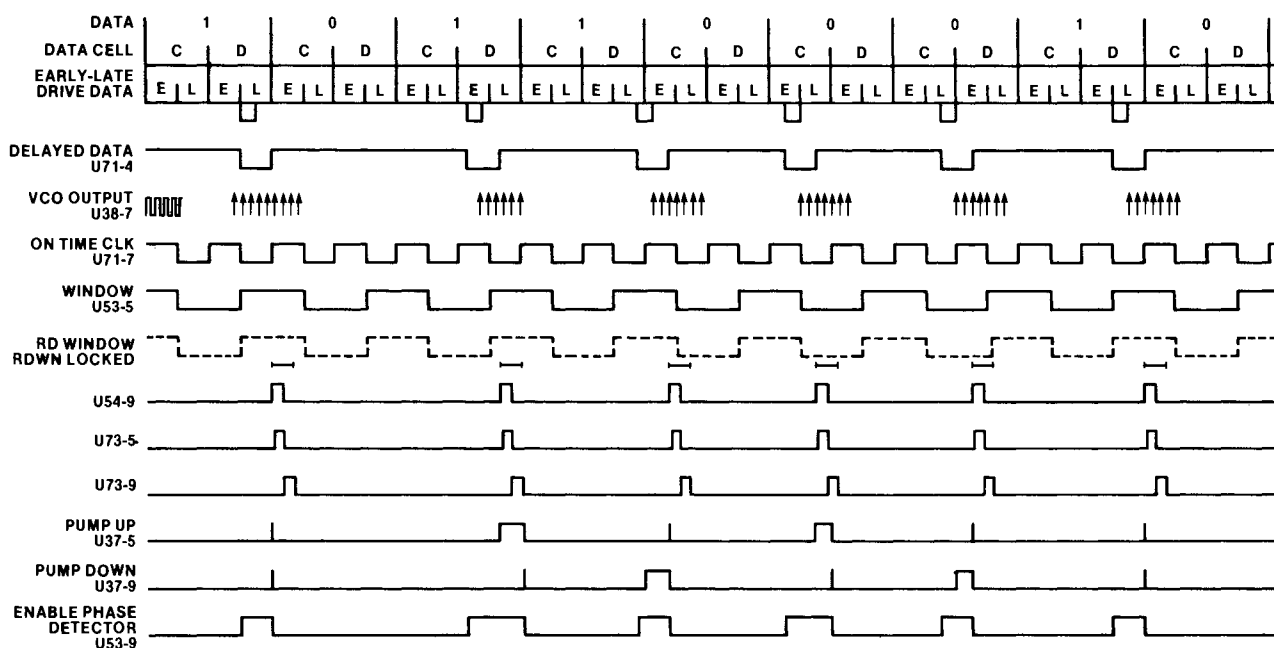 DATA 1 0 1 1 0 0 0 1 0
DATA CELL C D C D C D C D C D C D C D C D C D
EARLY-LATE
DRIVE DATA E L E L E L E L E L E L E L E L E L E L E L E L E L E L E L E L E L E L
DELAYED DATA
U71-4
VCO OUTPUT
U38-7
ON TIME CLK
U71-7
WINDOW
U53-5
RD WINDOW
RDWN LOCKED
U54-9
U73-5
U73-9
PUMP UP
U37-5
PUMP DOWN
U37-9
ENABLE PHASE
DETECTOR
U53-9